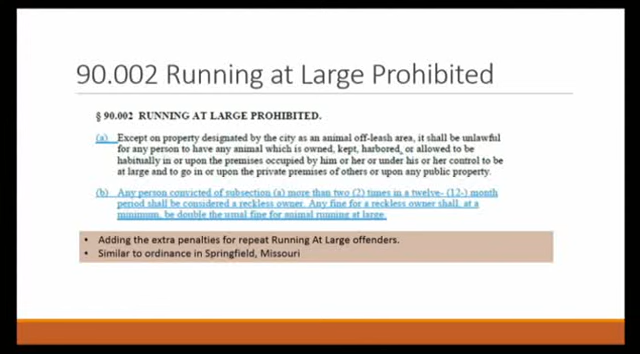 90.002 Running at Large Prohibited
§ 90.002 RUNNING AT LARGE PROHIBITED.
(a) Except on property designated by the city as an animal off-leash area, it shall be unlawful
for any person to have any animal which is owned, kept, harbored, or allowed to be
habitually in or upon the premises occupied by him or her or under his or her control to be
at large and to go in or upon the private premises of others or upon any public property.
(b) Any person convicted of subsection (a) more than two (2) times in a twelve- (12-) month
period shall be considered a reckless owner. Any fine for a reckless owner shall, at a
minimum, be double the usual fine for animal running at large.
• Adding the extra penalties for repeat Running At Large offenders.
• Similar to ordinance in Springfield, Missouri